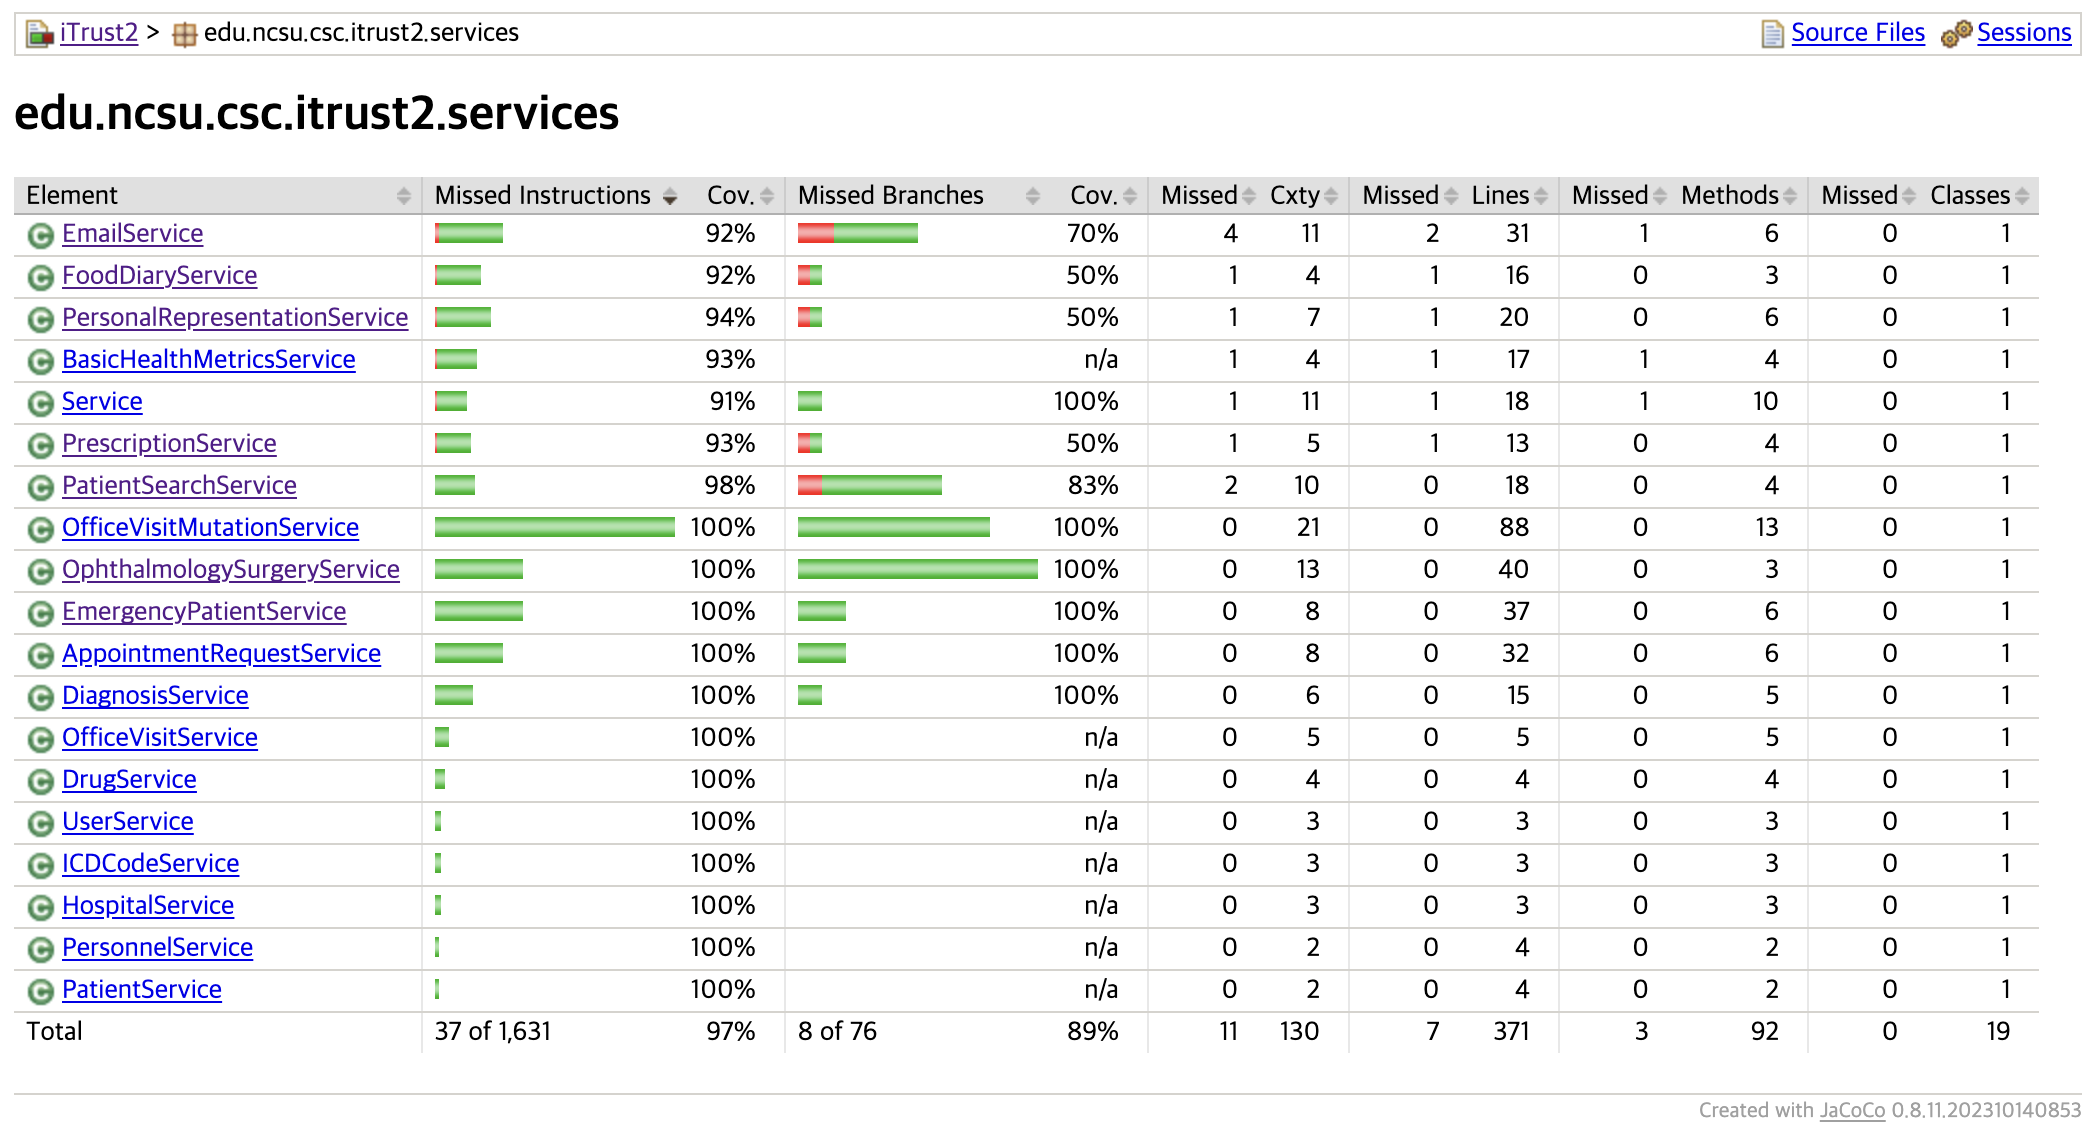 iTrust2 > edu.ncsu.csc.itrust2.services Source Files Sessions
edu.ncsu.csc.itrust2.services
Element Missed Instructions Cov. Missed Branches Cov. Missed Cxty Missed Lines Missed Methods Missed Classes
EmailService 92% 70% 4 11 2 31 1 6 0 1
FoodDiaryService 92% 50% 1 4 1 16 0 3 0 1
PersonalRepresentationService 94% 50% 1 7 1 20 0 6 0 1
BasicHealthMetricsService 93% n/a 1 4 1 17 1 4 0 1
Service 91% 100% 1 11 1 18 1 10 0 1
PrescriptionService 93% 50% 1 5 1 13 0 4 0 1
PatientSearchService 98% 83% 2 10 0 18 0 4 0 1
OfficeVisitMutationService 100% 100% 0 21 0 88 0 13 0 1
OphthalmologySurgeryService 100% 100% 0 13 0 40 0 3 0 1
EmergencyPatientService 100% 100% 0 8 0 37 0 6 0 1
AppointmentRequestService 100% 100% 0 8 0 32 0 6 0 1
DiagnosisService 100% 100% 0 6 0 15 0 5 0 1
OfficeVisitService 100% n/a 0 5 0 5 0 5 0 1
DrugService 100% n/a 0 4 0 4 0 4 0 1
UserService 100% n/a 0 3 0 3 0 3 0 1
ICDCodeService 100% n/a 0 3 0 3 0 3 0 1
HospitalService 100% n/a 0 3 0 3 0 3 0 1
PersonnelService 100% n/a 0 2 0 4 0 2 0 1
PatientService 100% n/a 0 2 0 4 0 2 0 1
Total 37 of 1,631 97% 8 of 76 89% 11 130 7 371 3 92 0 19
Created with JaCoCo 0.8.11.202310140853